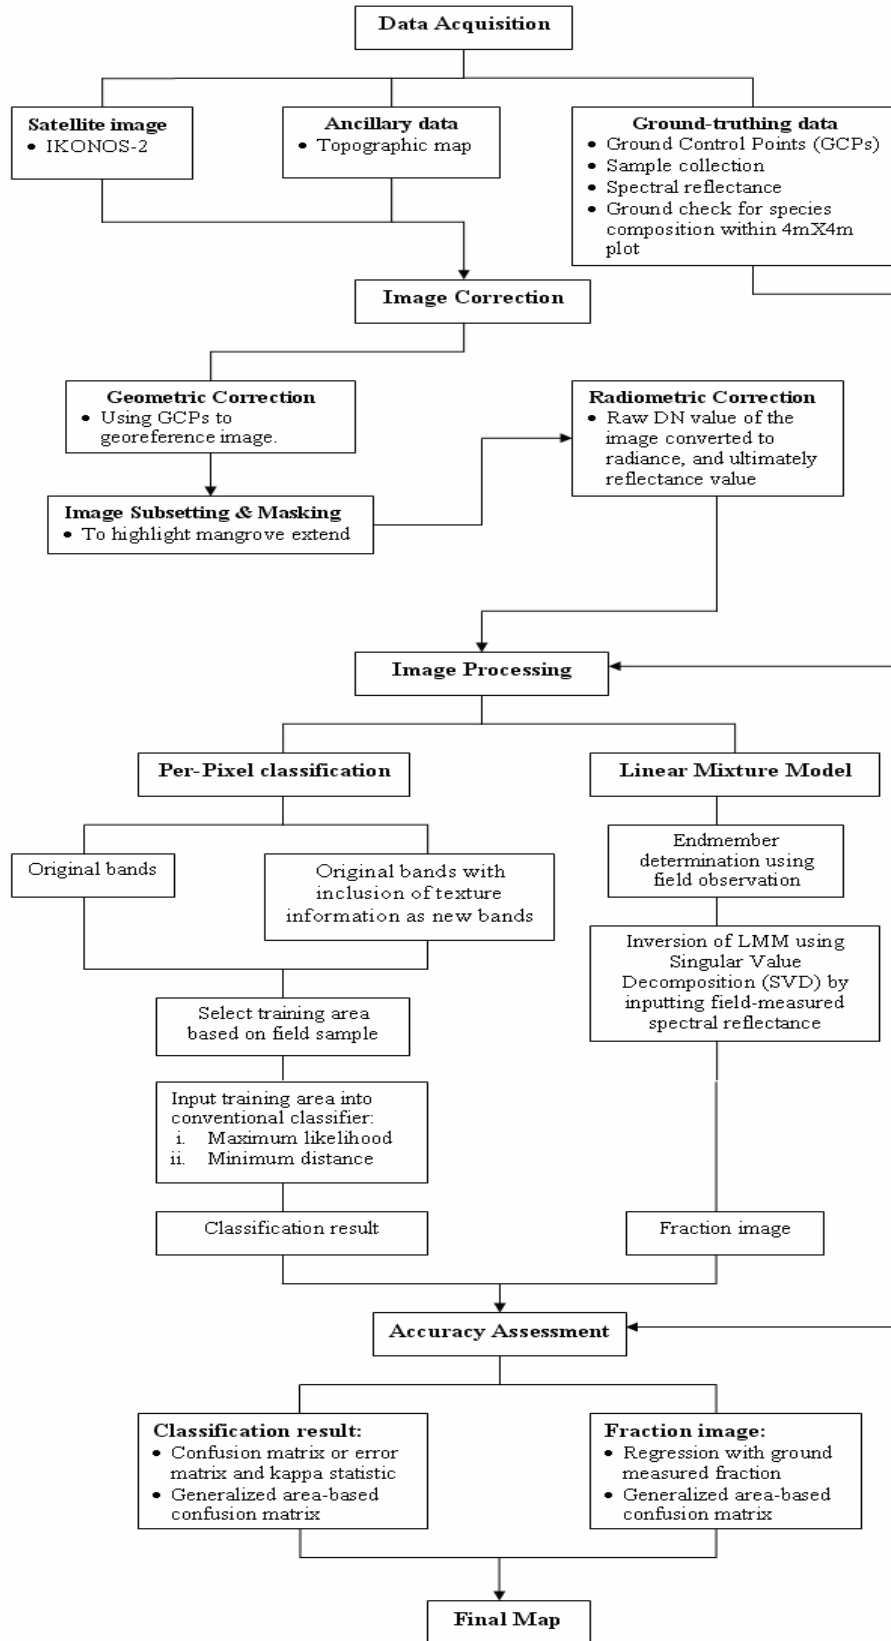 Data Acquisition
Satellite image
• IKONOS-2
Ancillary data
• Topographic map
Ground-truthing data
• Ground Control Points (GCPs)
• Sample collection
• Spectral reflectance
• Ground check for species
composition within 4mX4m
plot
Image Correction
Geometric Correction
• Using GCPs to
georeference image.
Radiometric Correction
• Raw DN value of the
image converted to
radiance, and ultimately
reflectance value
Image Subsetting & Masking
• To highlight mangrove extend
Image Processing
Per-Pixel classification
Linear Mixture Model
Original bands
Original bands with
inclusion of texture
information as new bands
Endmember
determination using
field observation
Inversion of LMM using
Singular Value
Decomposition (SVD) by
inputting field-measured
spectral reflectance
Select training area
based on field sample
Input training area into
conventional classifier:
i. Maximum likelihood
ii. Minimum distance
Classification result
Fraction image
Accuracy Assessment
Classification result:
• Confusion matrix or error
matrix and kappa statistic
• Generalized area-based
confusion matrix
Fraction image:
• Regression with ground
measured fraction
• Generalized area-based
confusion matrix
Final Map